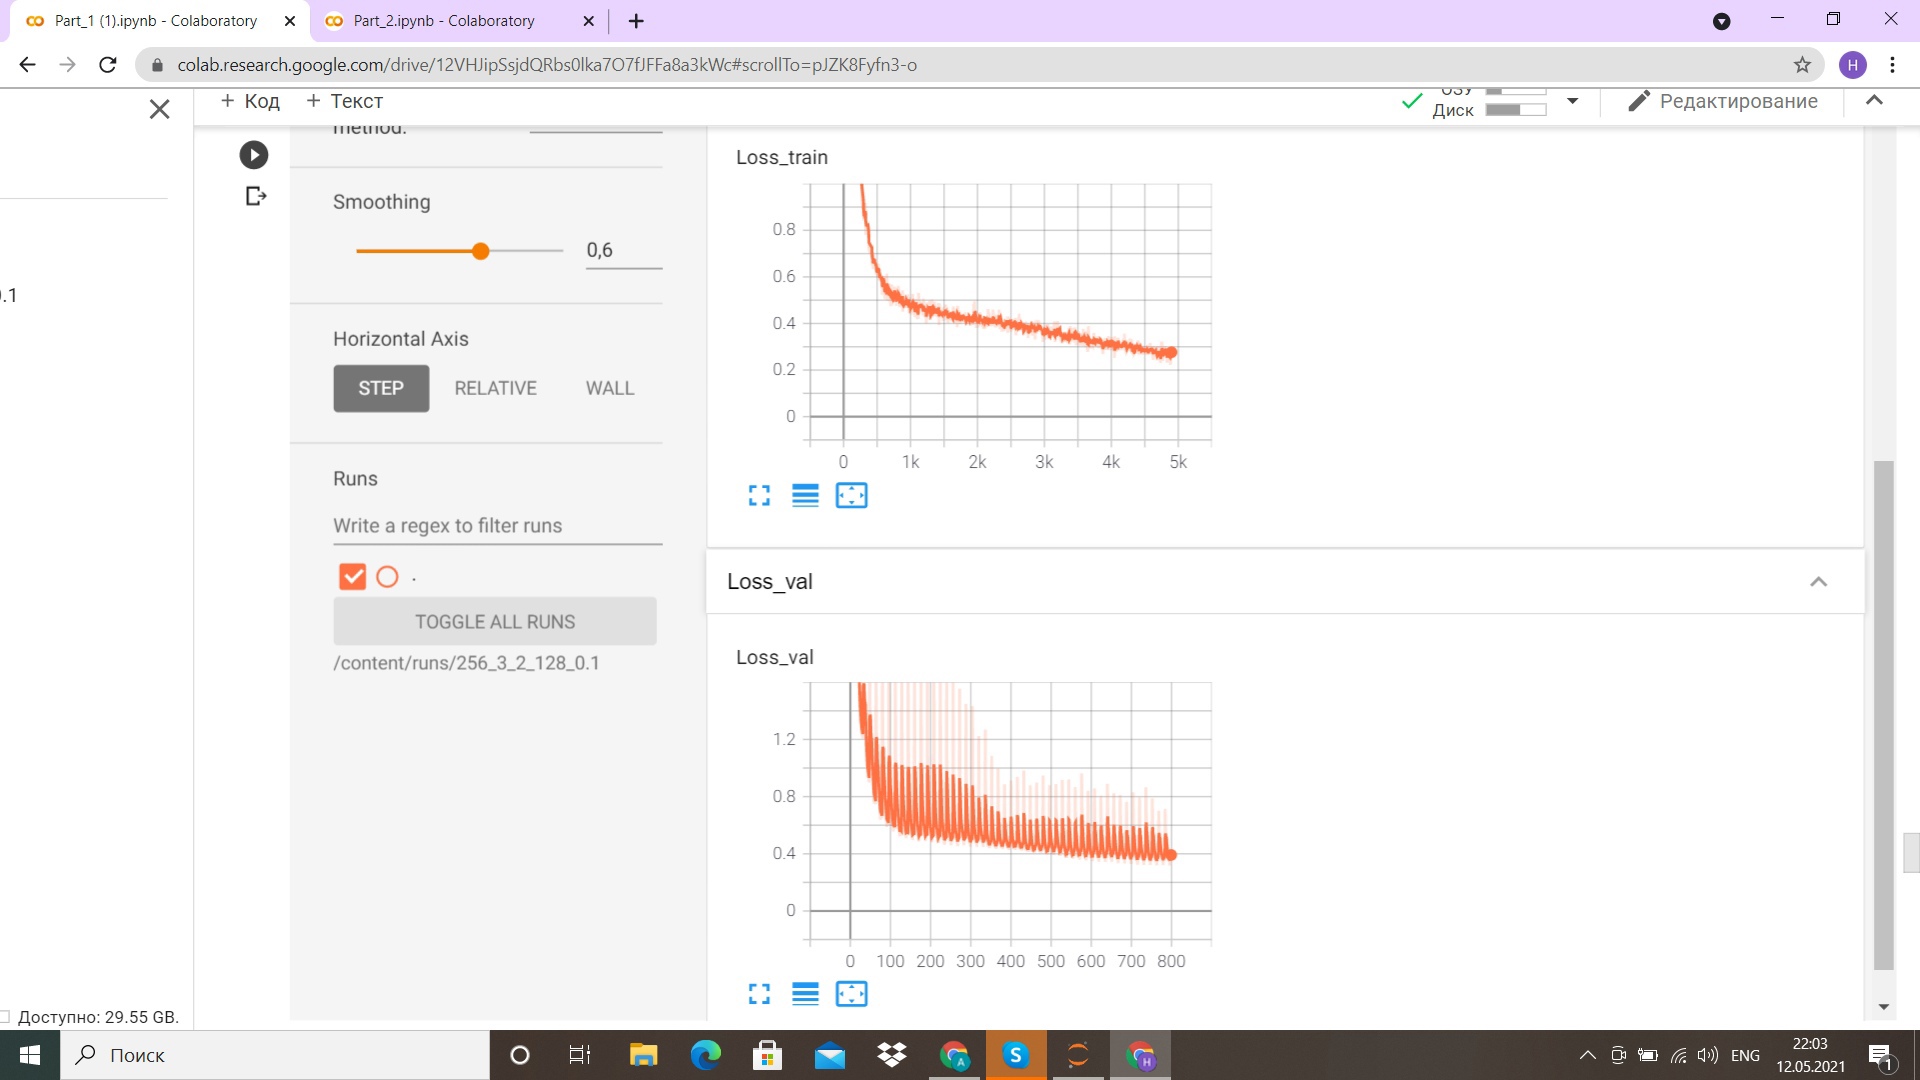 Part_1 (1).ipynb - Colaboratory
Part_2.ipynb - Colaboratory
colab.research.google.com/drive/12VHJipSsjdQRbs0lka7O7fJFFa8a3kWc#scrollTo=pJZK8Fyfn3-o
H
+ Код + Текст
ОЗУ
Диск
Редактирование
method:
Smoothing
0,6
Horizontal Axis
STEP RELATIVE WALL
Runs
Write a regex to filter runs
.
TOGGLE ALL RUNS
/content/runs/256_3_2_128_0.1
0.1
Доступно: 29.55 GB.
Loss_train
0.8
0.6
0.4
0.2
0
0 1k 2k 3k 4k 5k
Loss_val
Loss_val
1.2
0.8
0.4
0
0 100 200 300 400 500 600 700 800
Поиск
A
S
H
ENG
22:03
12.05.2021
1